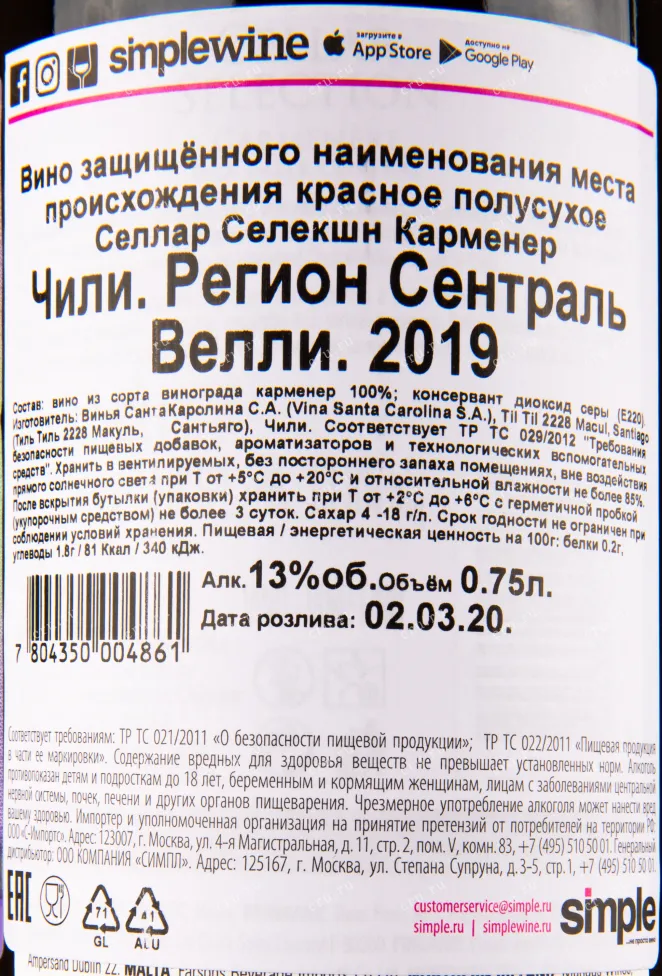 simplewine загрузите в App Store доступно на Google Play
Вино защищённого наименования места
происхождения красное полусухое
Селлар Селекшн Карменер
Чили. Регион Сентраль
Велли. 2019
Состав: вино из сорта винограда карменер 100%; консервант диоксид серы (Е220).
Изготовитель: Винья Санта Каролина С.А. (Vina Santa Carolina S.A.), Til Til 2228 Macul, Santiago
(Тиль Тиль 2228 Макуль, Сантьяго), Чили. Соответствует ТР ТС 029/2012 "Требования
безопасности пищевых добавок, ароматизаторов и технологических вспомогательных
средств". Хранить в вентилируемых, без постороннего запаха помещениях, вне воздействия
прямого солнечного света при Т от +5°С до +20°С и относительной влажности не более 85%.
После вскрытия бутылки (упаковки) хранить при Т от +2°С до +6°С с герметичной пробкой
(укупорочным средством) не более 3 суток. Сахар 4 -18 г/л. Срок годности не ограничен при
соблюдении условий хранения. Пищевая / энергетическая ценность на 100г: белки 0.2г,
углеводы 1.8г / 81 Ккал / 340 кДж.
Алк. 13%об. Объём 0.75л.
Дата розлива: 02.03.20.
7 804350 004861
Соответствует требованиям: ТР ТС 021/2011 «О безопасности пищевой продукции»; ТР ТС 022/2011 «Пищевая продукция
в части ее маркировки». Содержание вредных для здоровья веществ не превышает установленных норм. Алкоголь
противопоказан детям и подросткам до 18 лет, беременным и кормящим женщинам, лицам с заболеваниями центральной
нервной системы, почек, печени и других органов пищеварения. Чрезмерное употребление алкоголя может нанести вред
вашему здоровью. Импортер и уполномоченная организация на принятие претензий от потребителей на территории РФ:
ООО «С-Импортс». Адрес: 123007, г. Москва, ул. 4-я Магистральная, д. 11, стр. 2, пом. V, комн. 83, +7 (495) 510 50 01. Генеральный
дистрибьютор: ООО КОМПАНИЯ «СИМПЛ». Адрес: 125167, г. Москва, ул. Степана Супруна, д. 3-5, стр.1, +7 (495) 510 50 01.
EAC 71 GL 41 ALU
customerservice@simple.ru
simple.ru | simplewine.ru
simple
...не просто вино
Ampersand Dublin 22. MALTA Farsons Beverage Imports